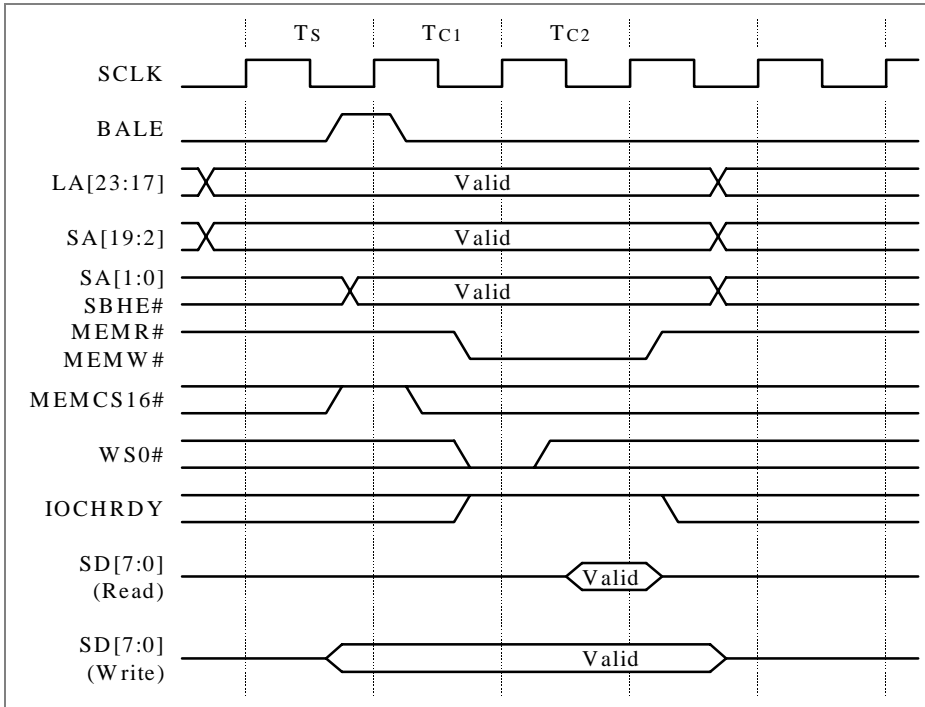 TS TC1 TC2
SCLK
BALE
LA[23:17] Valid
SA[19:2] Valid
SA[1:0]
SBHE# Valid
MEMR#
MEMW#
MEMCS16#
WS0#
IOCHRDY
SD[7:0]
(Read) Valid
SD[7:0]
(Write) Valid